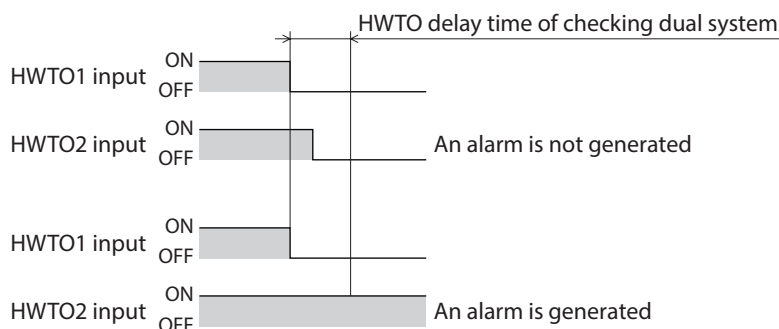 HWTO delay time of checking dual system
HWTO1 input ON
OFF
HWTO2 input ON
OFF An alarm is not generated
HWTO1 input ON
OFF
HWTO2 input ON
OFF An alarm is generated